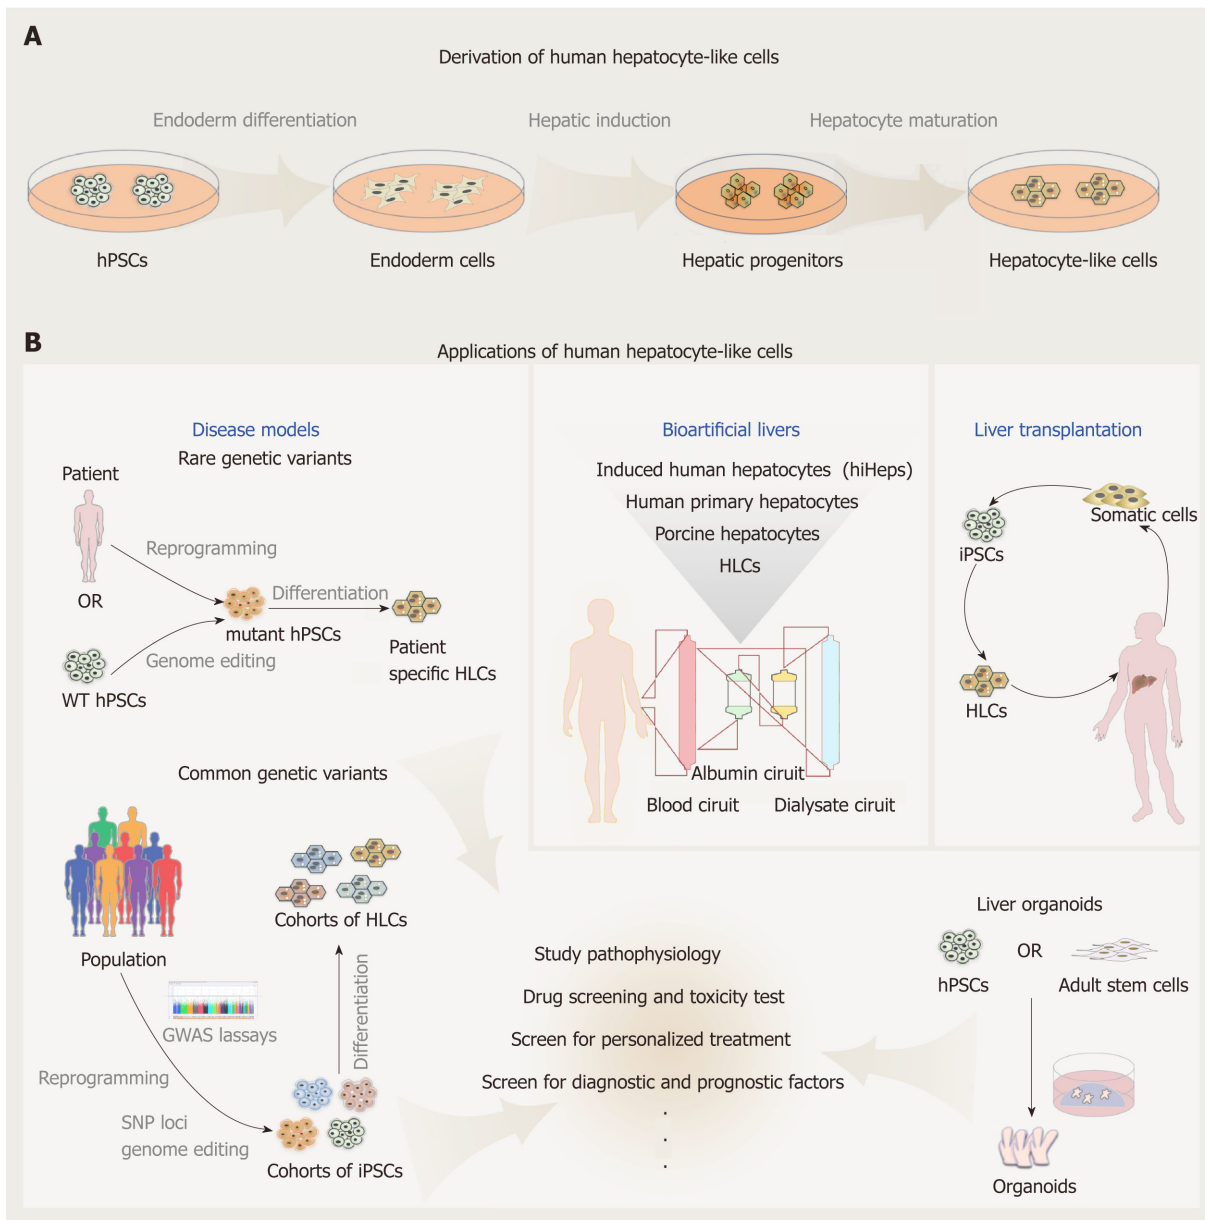 A
Derivation of human hepatocyte-like cells
Endoderm differentiation
Hepatic induction
Hepatocyte maturation
hPSCs
Endoderm cells
Hepatic progenitors
Hepatocyte-like cells
B
Applications of human hepatocyte-like cells
Disease models
Rare genetic variants
Patient
Reprogramming
OR
Differentiation
mutant hPSCs
Genome editing
WT hPSCs
Patient
specific HLCs
Common genetic variants
Population
GWAS lassays
Reprogramming
SNP loci
genome editing
Cohorts of HLCs
Differentiation
Cohorts of iPSCs
Bioartificial livers
Induced human hepatocytes (hiHeps)
Human primary hepatocytes
Porcine hepatocytes
HLCs
Albumin ciruit
Blood ciruit
Dialysate ciruit
Liver transplantation
Somatic cells
iPSCs
HLCs
Study pathophysiology
Drug screening and toxicity test
Screen for personalized treatment
Screen for diagnostic and prognostic factors
.
.
.
Liver organoids
hPSCs
OR
Adult stem cells
Organoids